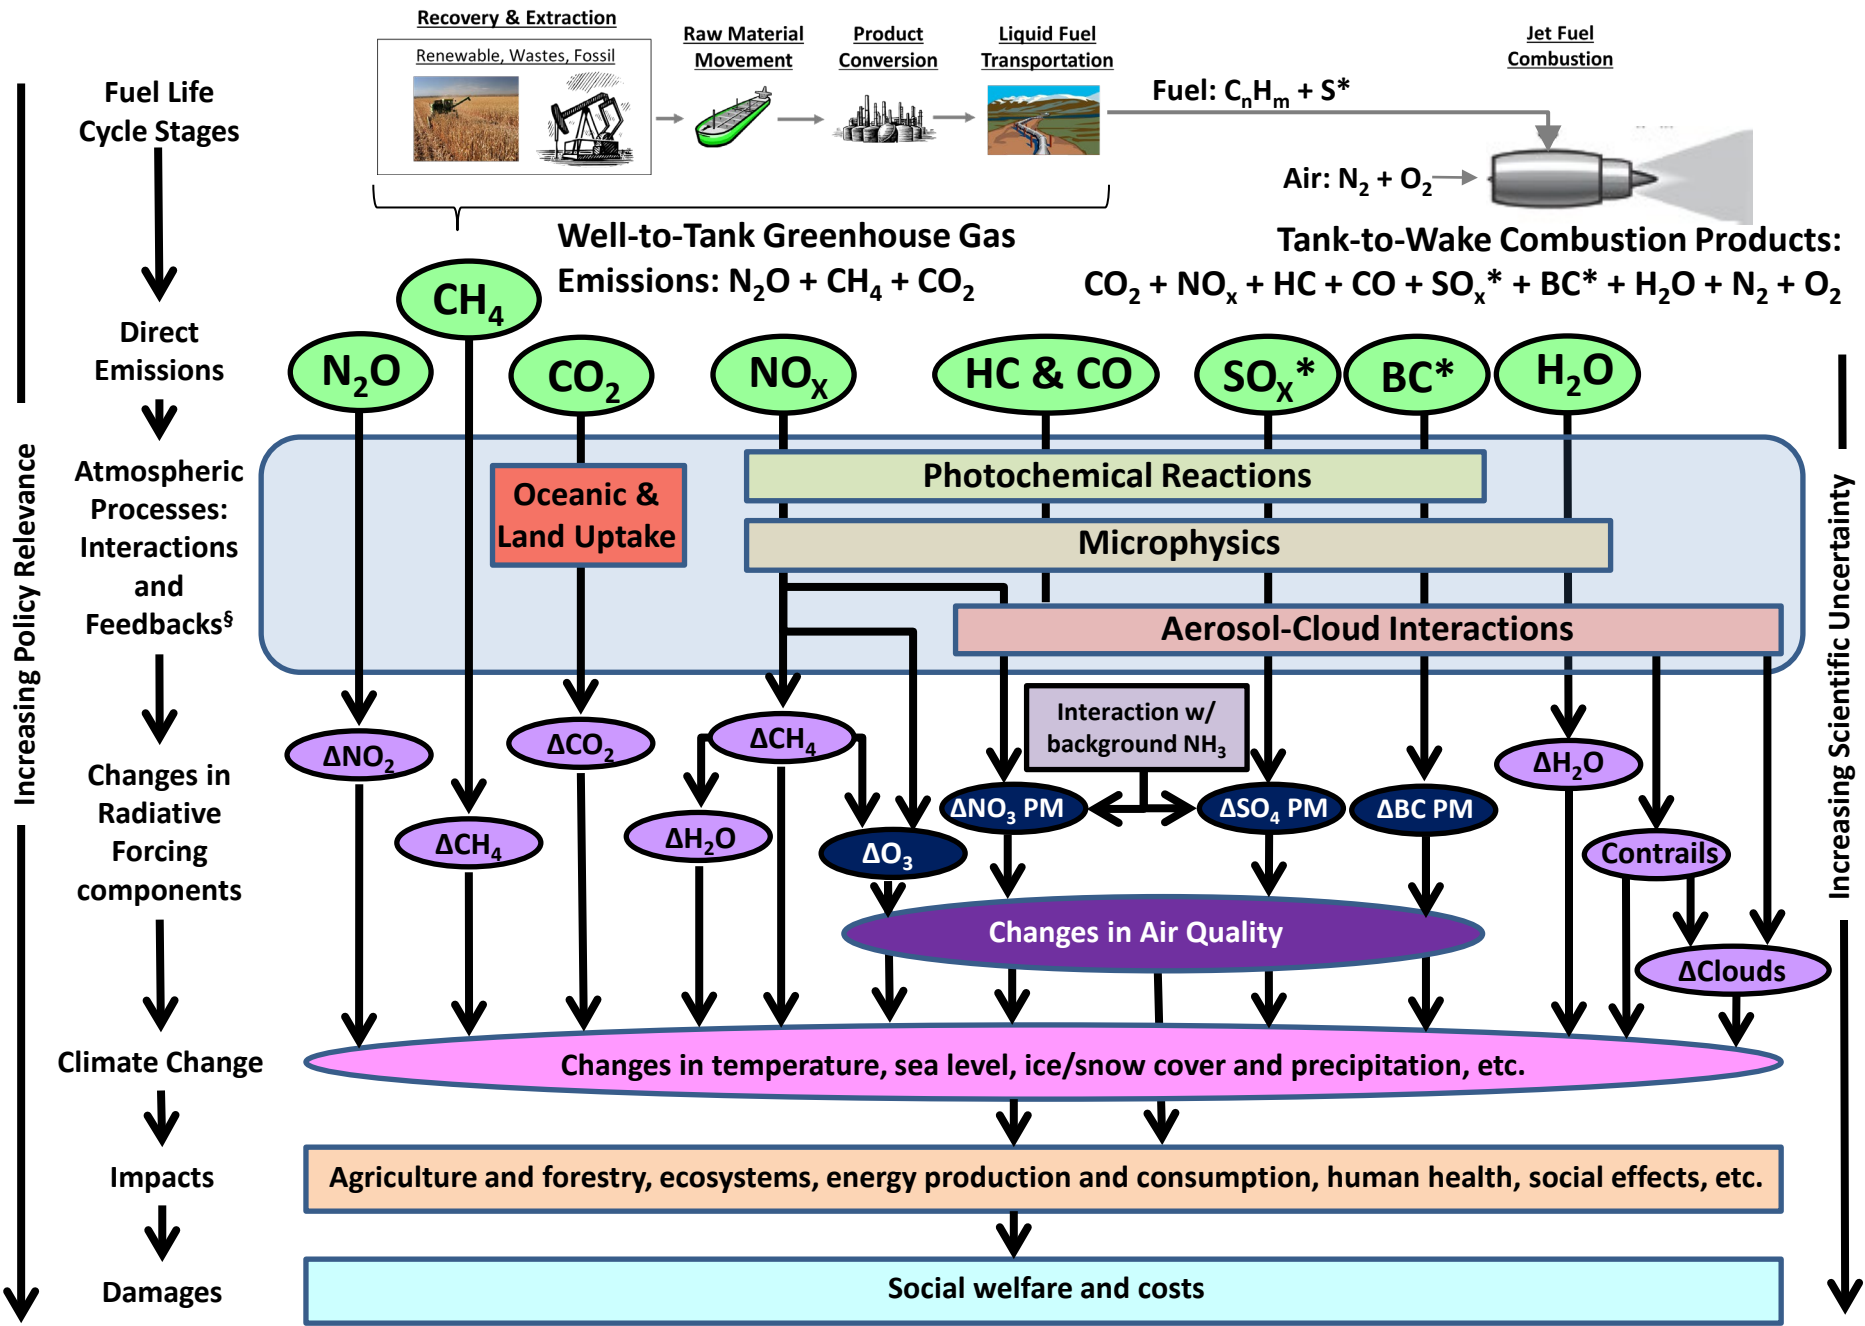 Recovery & Extraction
Renewable, Wastes, Fossil
Raw Material
Movement
Product
Conversion
Liquid Fuel
Transportation
Jet Fuel
Combustion
Fuel Life
Cycle Stages
Fuel: CnHm + S*
Air: N2 + O2
Well-to-Tank Greenhouse Gas
Emissions: N2O + CH4 + CO2
Tank-to-Wake Combustion Products:
CO2 + NOx + HC + CO + SOx* + BC* + H2O + N2 + O2
Direct
Emissions
N2O
CH4
CO2
NOX
HC & CO
SOX*
BC*
H2O
Increasing Policy Relevance
Increasing Scientific Uncertainty
Atmospheric
Processes:
Interactions
and
Feedbacks§
Oceanic &
Land Uptake
Photochemical Reactions
Microphysics
Aerosol-Cloud Interactions
Interaction w/
background NH3
Changes in
Radiative
Forcing
components
ΔNO2
ΔCH4
ΔCO2
ΔCH4
ΔH2O
ΔO3
ΔNO3 PM
ΔSO4 PM
ΔBC PM
ΔH2O
Contrails
ΔClouds
Changes in Air Quality
Climate Change
Changes in temperature, sea level, ice/snow cover and precipitation, etc.
Impacts
Agriculture and forestry, ecosystems, energy production and consumption, human health, social effects, etc.
Damages
Social welfare and costs